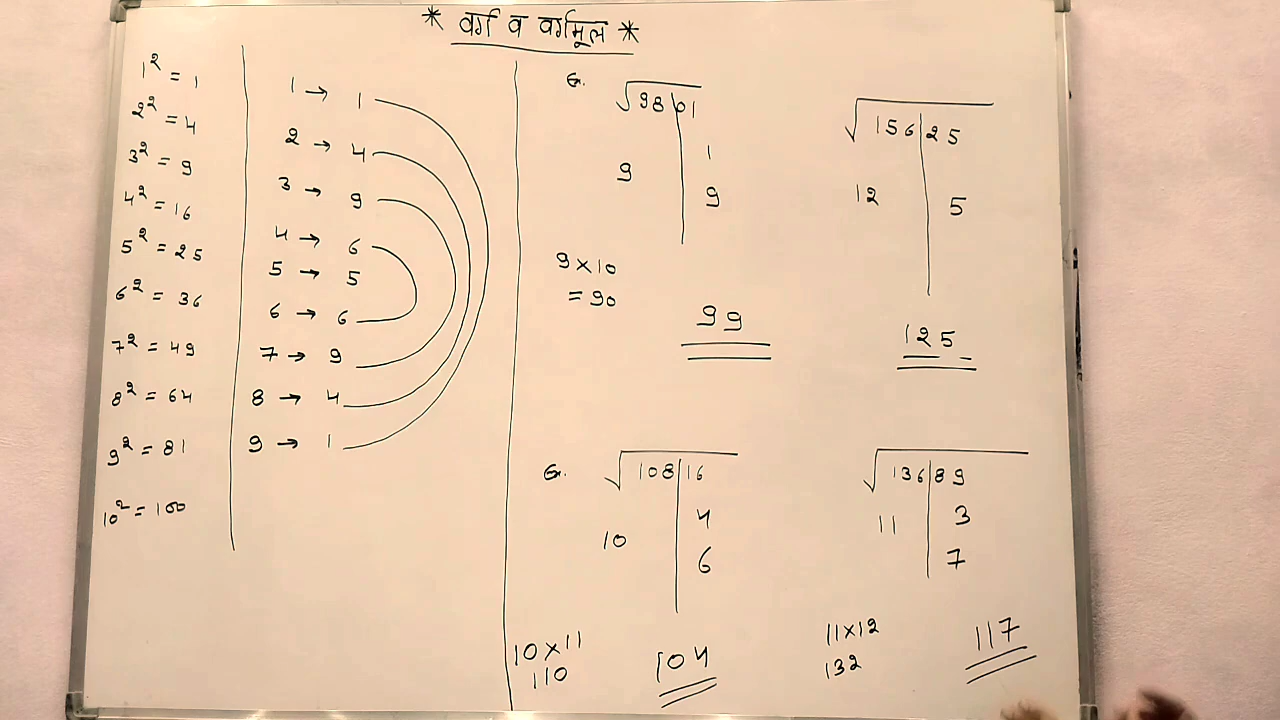 * वर्ग व वर्गमूल *
1² = 1
2² = 4
3² = 9
4² = 16
5² = 25
6² = 36
7² = 49
8² = 64
9² = 81
10² = 100
1 → 1
2 → 4
3 → 9
4 → 6
5 → 5
6 → 6
7 → 9
8 → 4
9 → 1
√98|01
1
9 9
9×10
=90
99
√156|25
12 5
125
√108|16
4
10
6
10×11
110
104
√136|89
11 3
7
11×12
132
117